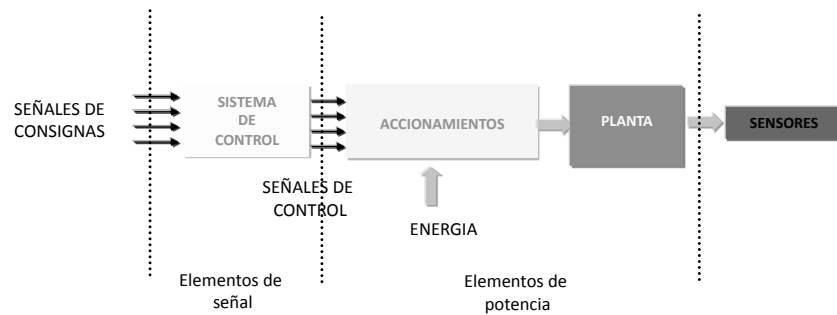 SEÑALES DE
CONSIGNAS
SISTEMA
DE
CONTROL
SEÑALES DE
CONTROL
ACCIONAMIENTOS
ENERGIA
PLANTA
SENSORES
Elementos de
señal
Elementos de
potencia